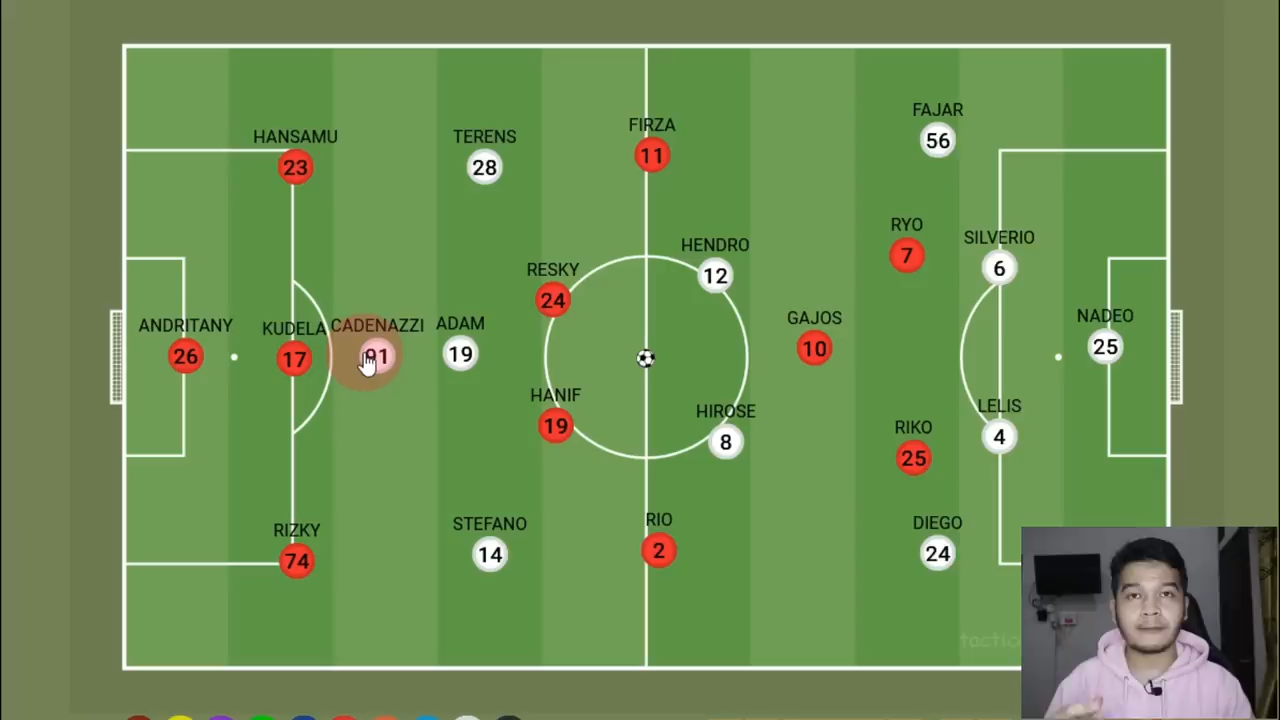 FAJAR
56
FIRZA
11
HANSAMU
23
TERENS
28
RYO
7
SILVERIO
6
HENDRO
12
RESKY
24
NADEO
25
GAJOS
10
ANDRITANY
26
KUDELA
17
CADENAZZI
91
ADAM
19
HANIF
19
HIROSE
8
LELIS
4
RIKO
25
RIO
2
DIEGO
24
STEFANO
14
RIZKY
74